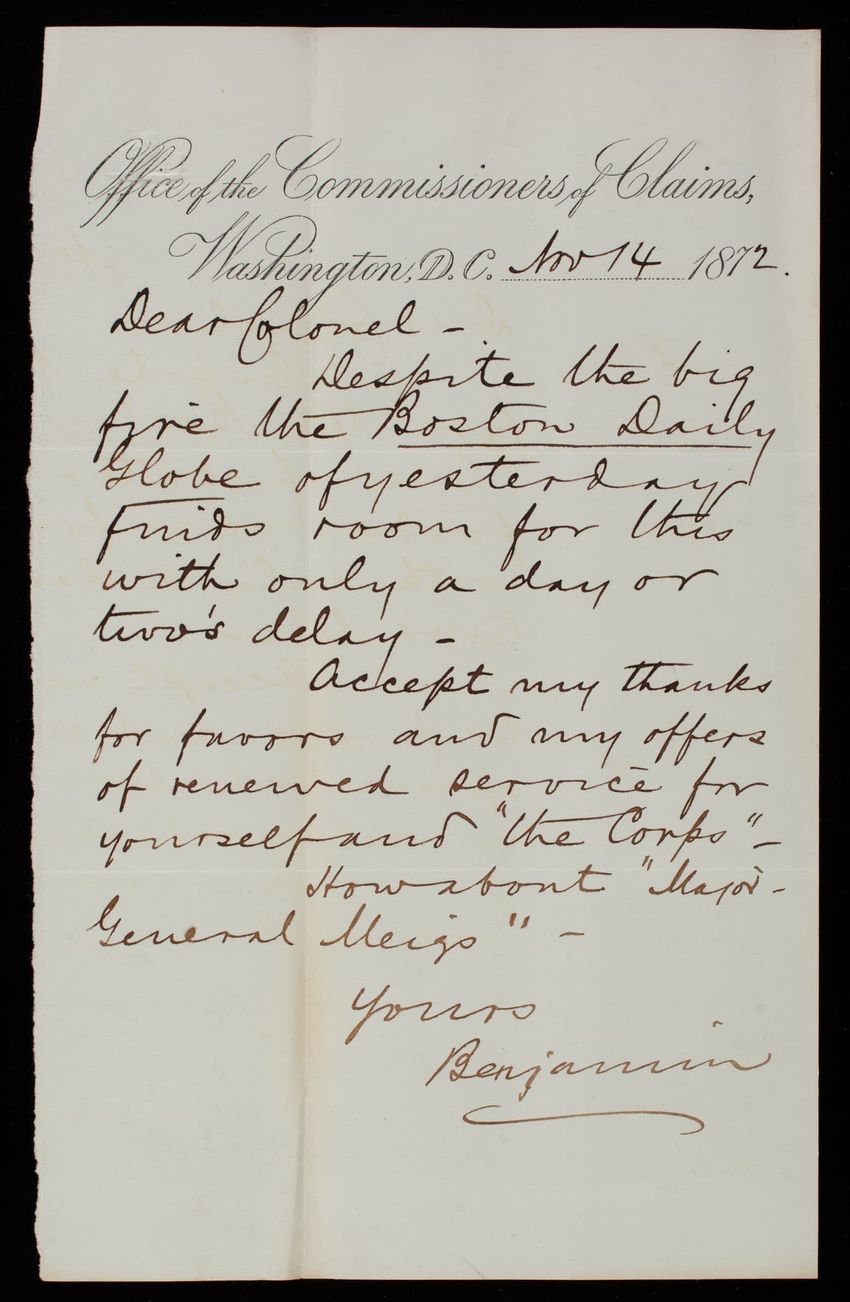 Office of the Commissioners of Claims,
Washington, D.C. Nov 14 1872.
Dear Colonel -
Despite the big
fire the Boston Daily
Globe of yesterday
finds room for this
with only a day or
two's delay -
Accept my thanks
for favors and my offers
of renewed service for
yourself and "the Corps" -
How about "Major-
General Meigs" -
Yours
Benjamin